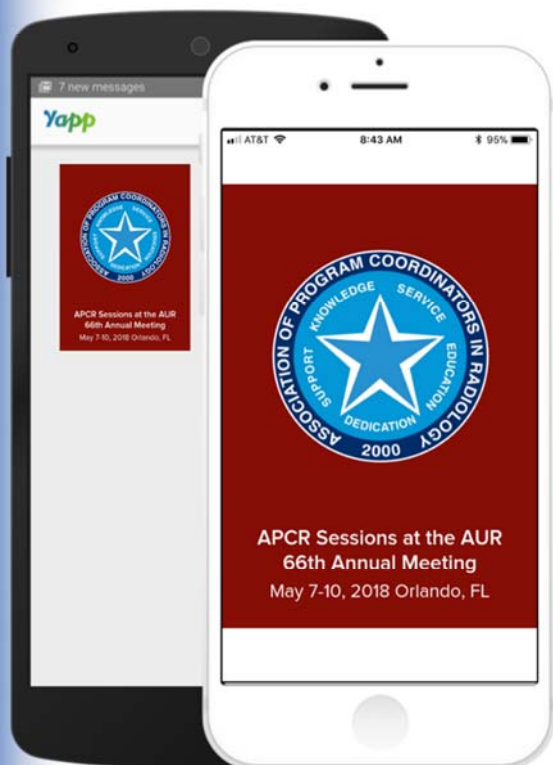 7 new messages
Yapp
ASSOCIATION OF PROGRAM COORDINATORS IN RADIOLOGY
SUPPORT KNOWLEDGE SERVICE EDUCATION
DEDICATION
2000
APCR Sessions at the AUR
66th Annual Meeting
May 7-10, 2018 Orlando, FL
AT&T 8:43 AM 95%
ASSOCIATION OF PROGRAM COORDINATORS IN RADIOLOGY
SUPPORT KNOWLEDGE SERVICE EDUCATION
DEDICATION
2000
APCR Sessions at the AUR
66th Annual Meeting
May 7-10, 2018 Orlando, FL